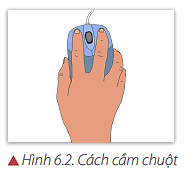 ▲ Hình 6.2. Cách cầm chuột